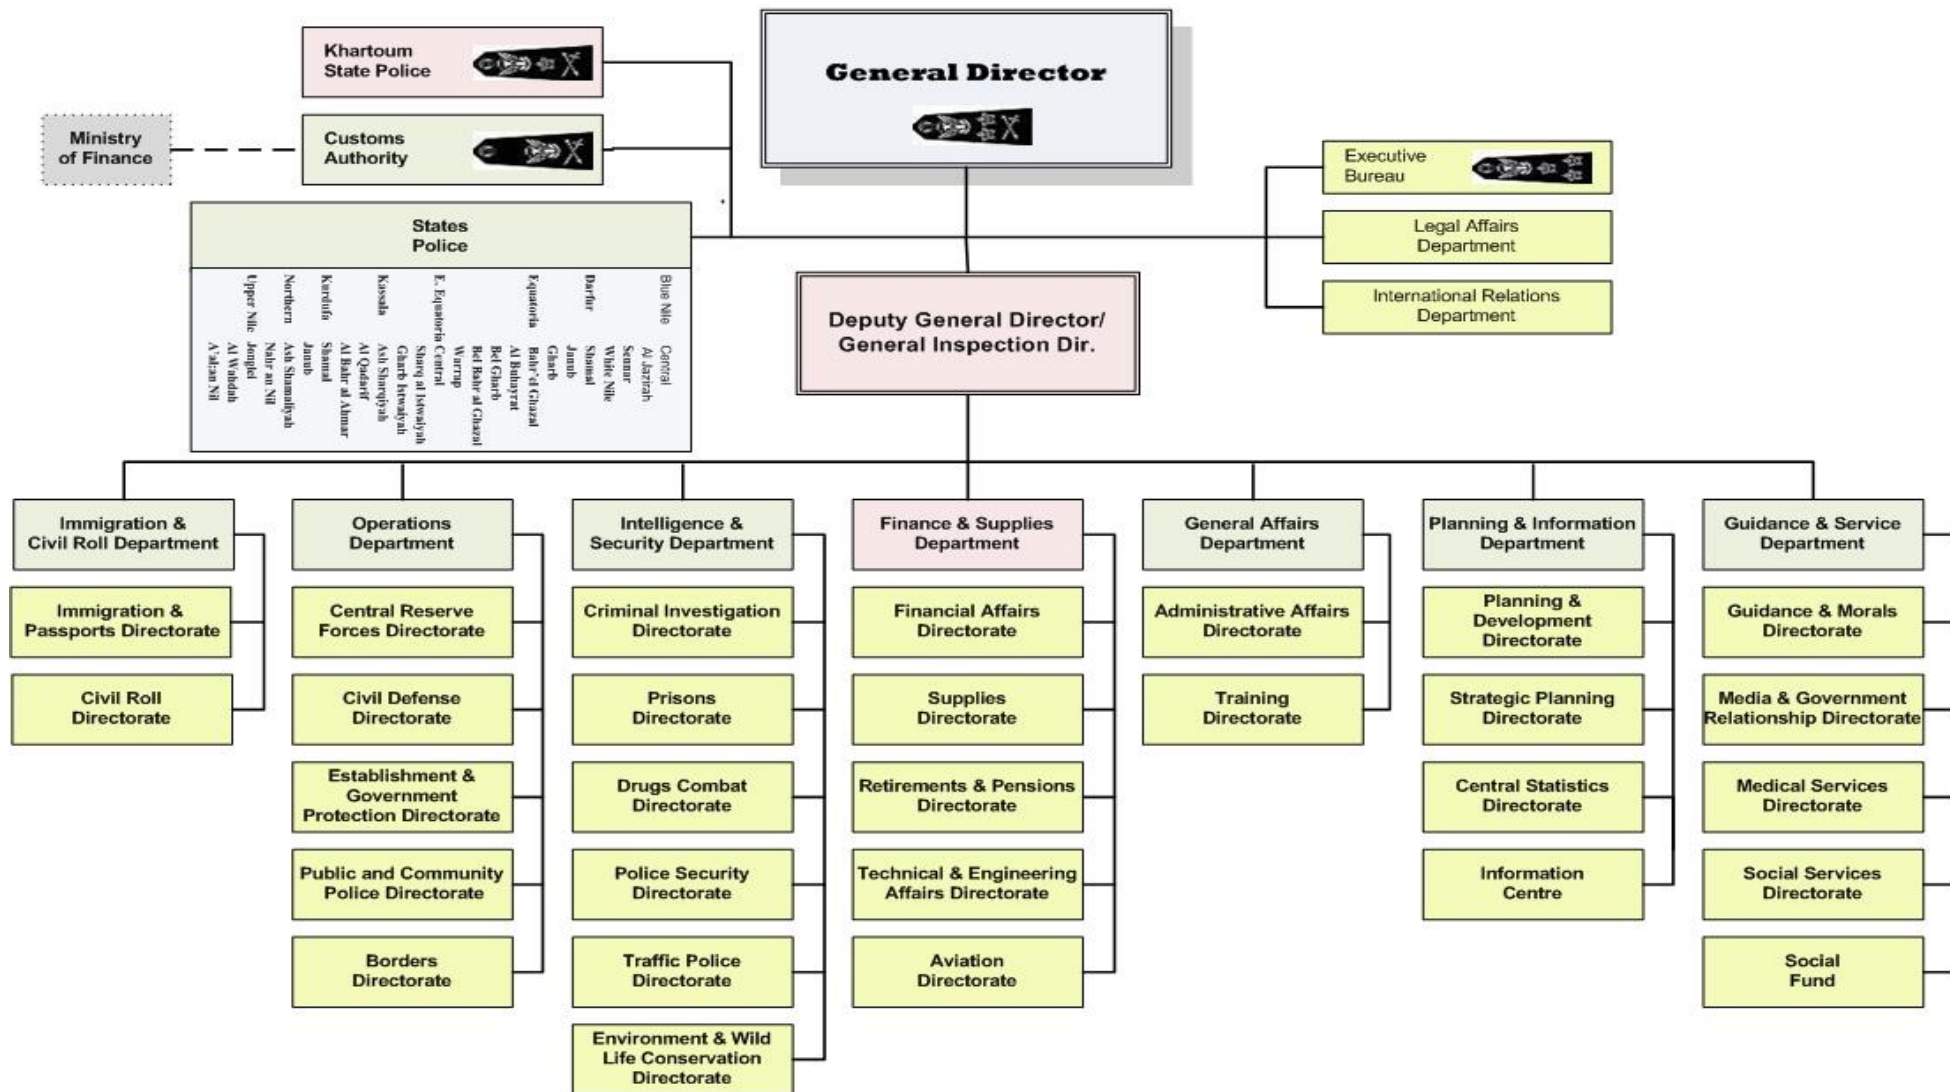 Khartoum
State Police
General Director
Ministry
of Finance
Customs
Authority
Executive
Bureau
Legal Affairs
Department
International Relations
Department
States
Police
Blue Nile
Central
Al Jazirah
Sennar
White Nile
Darfur
Shamal
Janub
Gharb
Equatoria
Bahr'el Ghazal
Al Buhayrat
Bel Gharb
Bel Bahr al Ghazal
Warrap
E. Equatoria Central
Sharq al Istwaiyah
Gharb Istwaiyah
Kassala
Ash Sharqiyah
Al Qadarif
Al Bahr al Ahmar
Kurdufa
Shamal
Janub
Northern
Ash Shamaliyah
Nahr an Nil
Upper Nile
Jonglei
Al Wahdah
A'al;an Nil
Deputy General Director/
General Inspection Dir.
Immigration &
Civil Roll Department
Immigration &
Passports Directorate
Civil Roll
Directorate
Operations
Department
Central Reserve
Forces Directorate
Civil Defense
Directorate
Establishment &
Government
Protection Directorate
Public and Community
Police Directorate
Borders
Directorate
Intelligence &
Security Department
Criminal Investigation
Directorate
Prisons
Directorate
Drugs Combat
Directorate
Police Security
Directorate
Traffic Police
Directorate
Environment & Wild
Life Conservation
Directorate
Finance & Supplies
Department
Financial Affairs
Directorate
Supplies
Directorate
Retirements & Pensions
Directorate
Technical & Engineering
Affairs Directorate
Aviation
Directorate
General Affairs
Department
Administrative Affairs
Directorate
Training
Directorate
Planning & Information
Department
Planning &
Development
Directorate
Strategic Planning
Directorate
Central Statistics
Directorate
Information
Centre
Guidance & Service
Department
Guidance & Morals
Directorate
Media & Government
Relationship Directorate
Medical Services
Directorate
Social Services
Directorate
Social
Fund